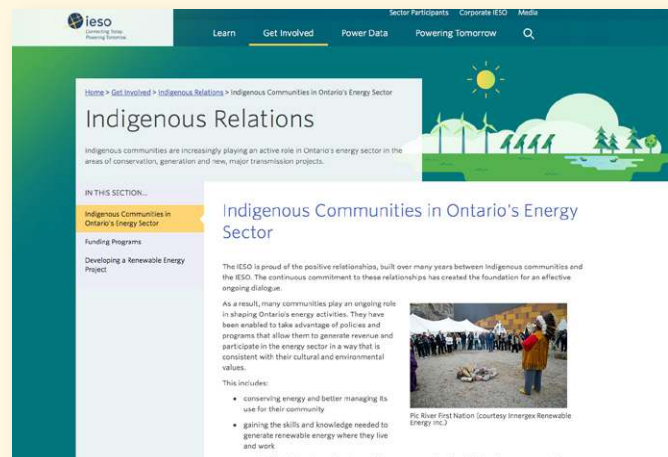 Sector Participants Corporate IESO Media
ieso
Connecting Today.
Powering Tomorrow.
Learn Get Involved Power Data Powering Tomorrow
Home > Get Involved > Indigenous Relations > Indigenous Communities in Ontario's Energy Sector
Indigenous Relations
Indigenous communities are increasingly playing an active role in Ontario's energy sector in the
areas of conservation, generation and new, major transmission projects.
IN THIS SECTION...
Indigenous Communities in
Ontario's Energy Sector
Funding Programs
Developing a Renewable Energy
Project
Indigenous Communities in Ontario's Energy
Sector
The IESO is proud of the positive relationships, built over many years between Indigenous communities and
the IESO. The continuous commitment to these relationships has created the foundation for an effective
ongoing dialogue.
As a result, many communities play an ongoing role
in shaping Ontario's energy activities. They have
been enabled to take advantage of policies and
programs that allow them to generate revenue and
participate in the energy sector in a way that is
consistent with their cultural and environmental
values.
This includes:
• conserving energy and better managing its
use for their community
• gaining the skills and knowledge needed to
generate renewable energy where they live
and work
Pic River First Nation (courtesy Innergex Renewable
Energy Inc.)